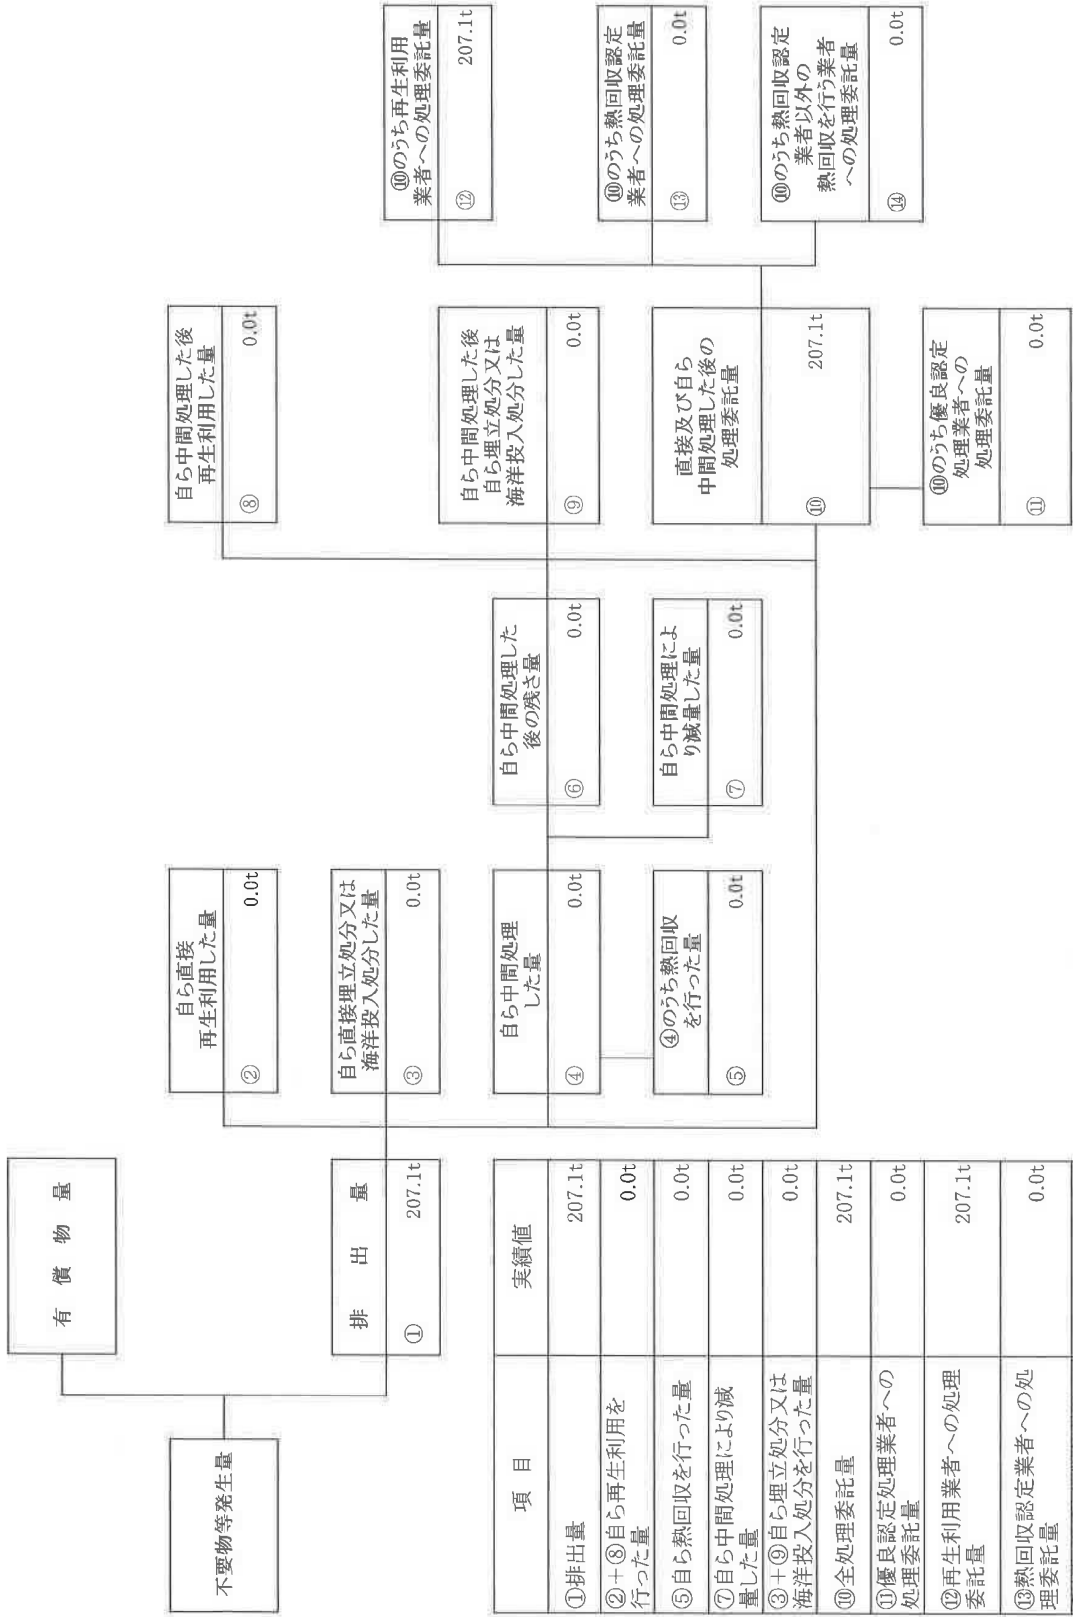 不要物等発生量
有 償 物 量
排 出 量
① 207.1t
自ら直接
再生利用した量
② 0.0t
自ら直接埋立処分又は
海洋投入処分した量
③ 0.0t
自ら中間処理
した量
④ 0.0t
④のうち熱回収
を行った量
⑤ 0.0t
自ら中間処理した
後の残さ量
⑥ 0.0t
自ら中間処理によ
り減量した量
⑦ 0.0t
自ら中間処理した後
再生利用した量
⑧ 0.0t
自ら中間処理した後
自ら埋立処分又は
海洋投入処分した量
⑨ 0.0t
直接及び自ら
中間処理した後の
処理委託量
⑩ 207.1t
⑩のうち優良認定
処理業者への
処理委託量
⑪ 0.0t
⑩のうち再生利用
業者への処理委託量
⑫ 207.1t
⑩のうち熱回収認定
業者への処理委託量
⑬ 0.0t
⑩のうち熱回収認定
業者以外の
熱回収を行う業者
への処理委託量
⑭ 0.0t
項 目 実績値
①排出量 207.1t
②+⑧自ら再生利用を
行った量 0.0t
⑤自ら熱回収を行った量 0.0t
⑦自ら中間処理により減
量した量 0.0t
③+⑨自ら埋立処分又は
海洋投入処分を行った量 0.0t
⑩全処理委託量 207.1t
⑪優良認定処理業者への
処理委託量 0.0t
⑫再生利用業者への処理
委託量 207.1t
⑬熱回収認定業者への処
理委託量 0.0t